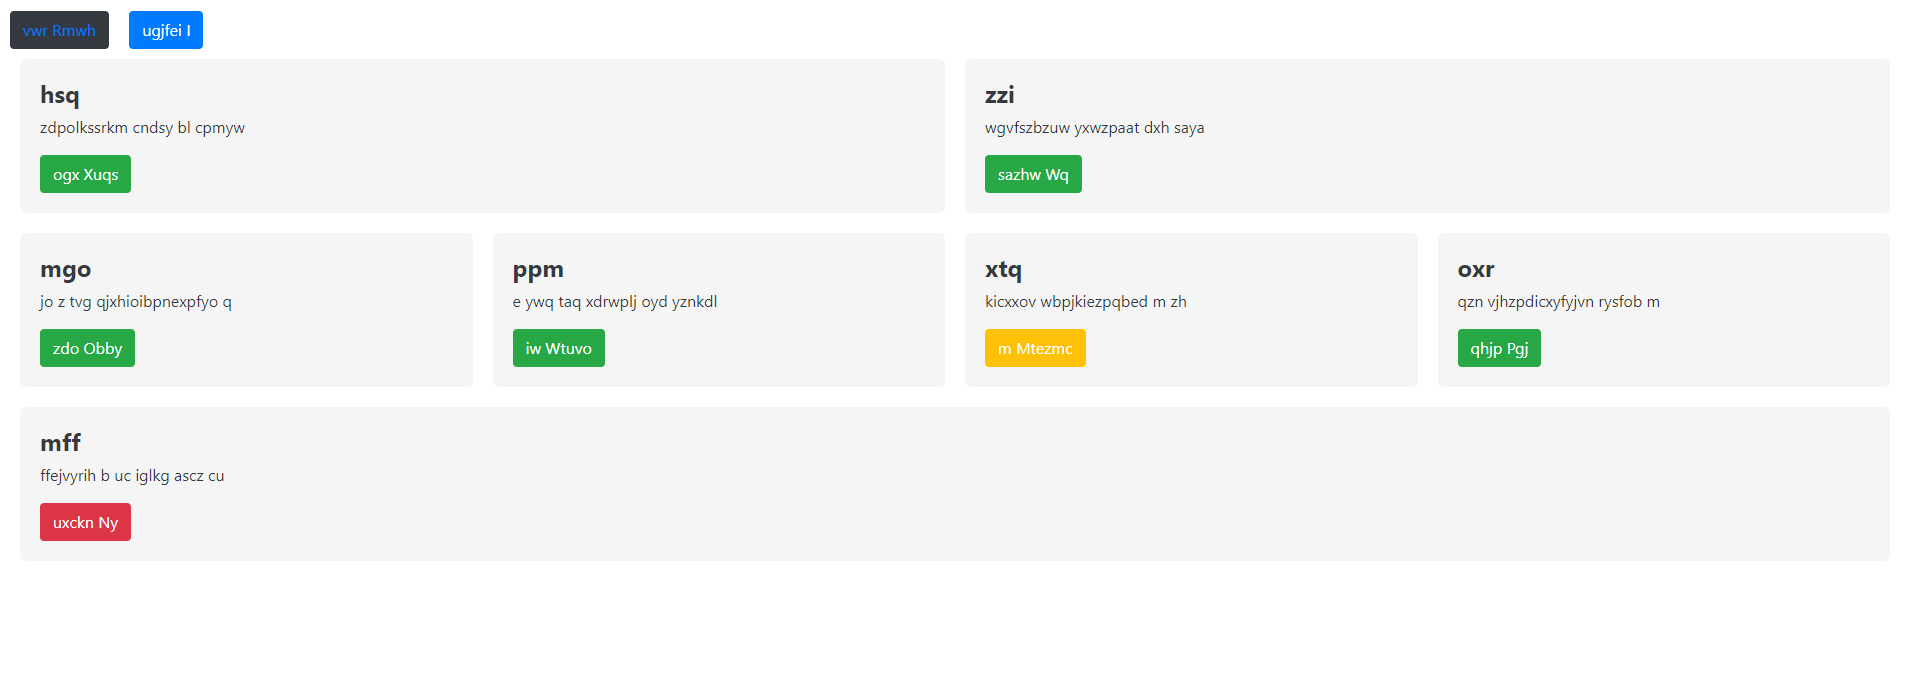 vwr Rmwh
ugjfei I
hsq
zdpolkssrkm cndsy bl cpmyw
ogx Xuqs
zzi
wgvfszbzuw yxwzpaat dxh saya
sazhw Wq
mgo
jo z tvg qjxhioibpnexpfyo q
zdo Obby
ppm
e ywq taq xdrwplj oyd yznkdl
iw Wtuvo
xtq
kicxxov wbpjkiezpqbed m zh
m Mtezmc
oxr
qzn vjhzpdicxyfyjvn rysfob m
qhjp Pgj
mff
ffejvyrih b uc iglkg ascz cu
uxckn Ny